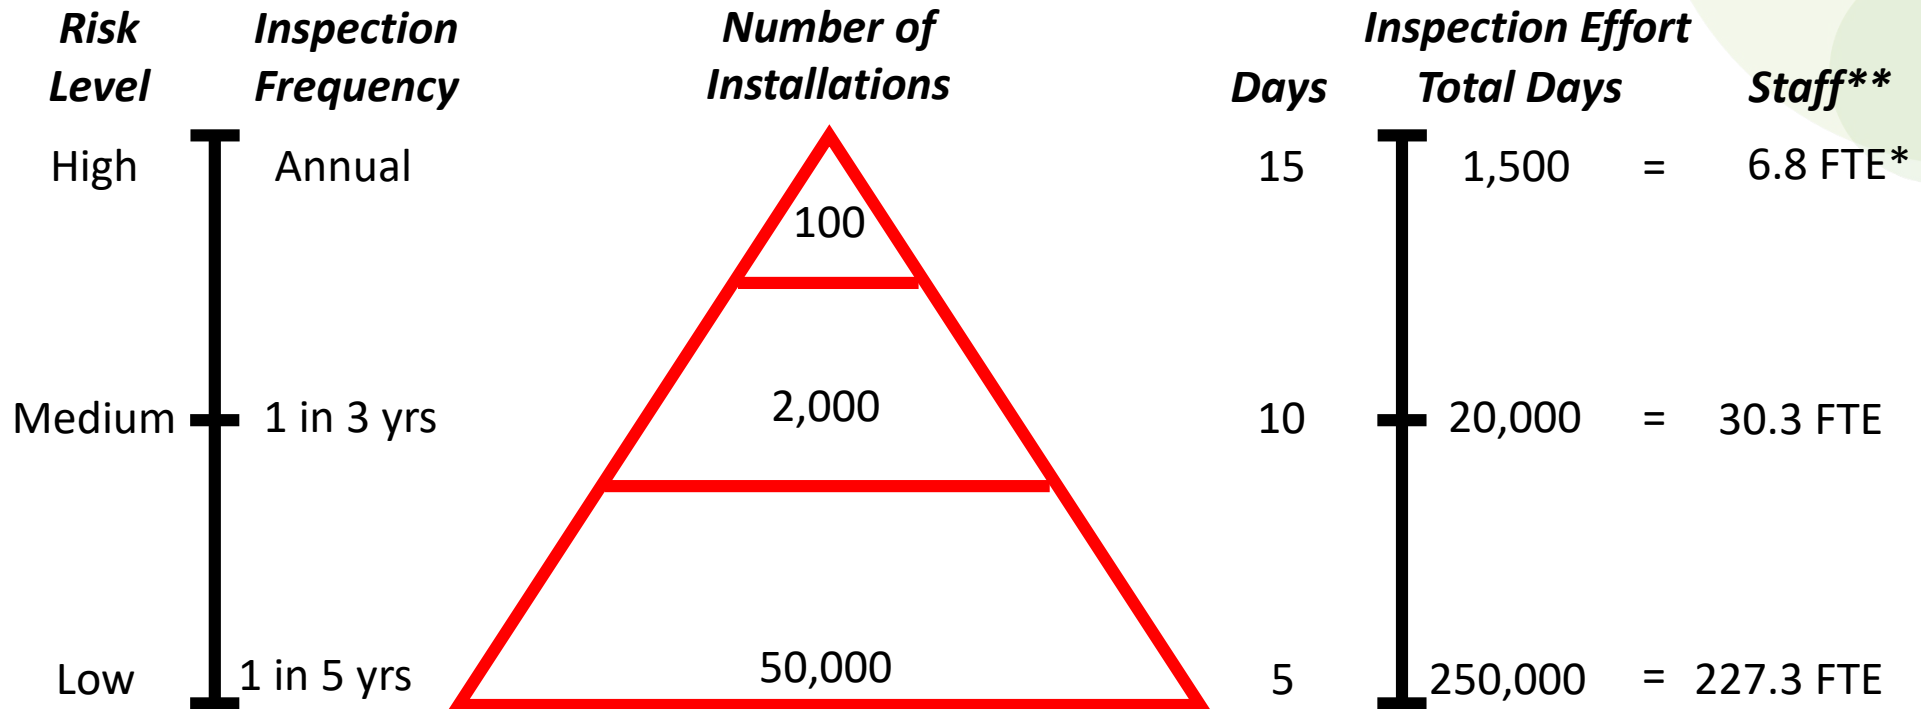 Risk Level
Inspection Frequency
Number of Installations
Inspection Effort
Days Total Days Staff**
High Annual 100 15 1,500 = 6.8 FTE*
Medium 1 in 3 yrs 2,000 10 20,000 = 30.3 FTE
Low 1 in 5 yrs 50,000 5 250,000 = 227.3 FTE